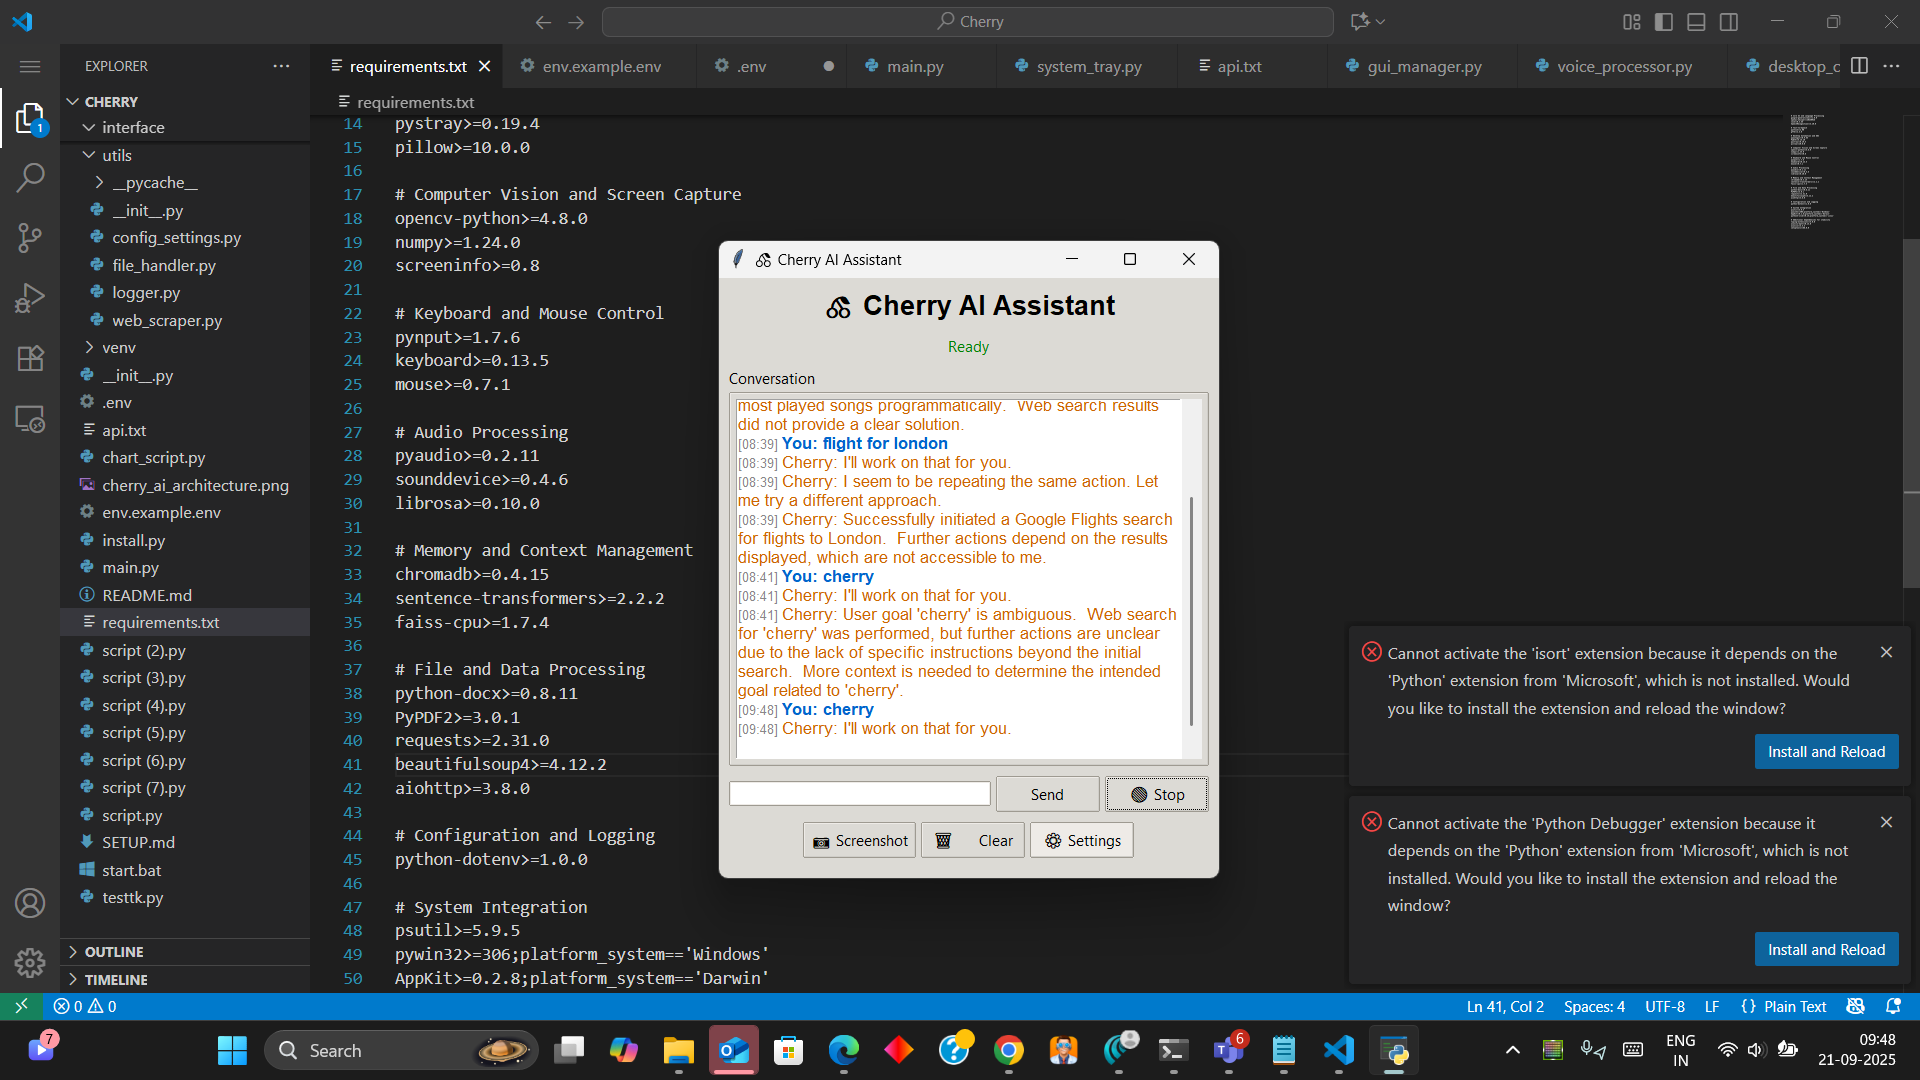 Cherry
EXPLORER
CHERRY
interface
utils
__pycache__
__init__.py
config_settings.py
file_handler.py
logger.py
web_scraper.py
venv
__init__.py
.env
api.txt
chart_script.py
cherry_ai_architecture.png
env.example.env
install.py
main.py
README.md
requirements.txt
script (2).py
script (3).py
script (4).py
script (5).py
script (6).py
script (7).py
script.py
SETUP.md
start.bat
testtk.py
OUTLINE
TIMELINE
1
requirements.txt
env.example.env
.env
main.py
system_tray.py
api.txt
gui_manager.py
voice_processor.py
desktop_c
requirements.txt
14 pystray>=0.19.4
15 pillow>=10.0.0
16
17 # Computer Vision and Screen Capture
18 opencv-python>=4.8.0
19 numpy>=1.24.0
20 screeninfo>=0.8
21
22 # Keyboard and Mouse Control
23 pynput>=1.7.6
24 keyboard>=0.13.5
25 mouse>=0.7.1
26
27 # Audio Processing
28 pyaudio>=0.2.11
29 sounddevice>=0.4.6
30 librosa>=0.10.0
31
32 # Memory and Context Management
33 chromadb>=0.4.15
34 sentence-transformers>=2.2.2
35 faiss-cpu>=1.7.4
36
37 # File and Data Processing
38 python-docx>=0.8.11
39 PyPDF2>=3.0.1
40 requests>=2.31.0
41 beautifulsoup4>=4.12.2
42 aiohttp>=3.8.0
43
44 # Configuration and Logging
45 python-dotenv>=1.0.0
46
47 # System Integration
48 psutil>=5.9.5
49 pywin32>=306;platform_system=='Windows'
50 AppKit>=0.2.8;platform_system=='Darwin'
Cherry AI Assistant
Cherry AI Assistant
Ready
Conversation
most played songs programmatically. Web search results
did not provide a clear solution.
[08:39] You: flight for london
[08:39] Cherry: I'll work on that for you.
[08:39] Cherry: I seem to be repeating the same action. Let
me try a different approach.
[08:39] Cherry: Successfully initiated a Google Flights search
for flights to London. Further actions depend on the results
displayed, which are not accessible to me.
[08:41] You: cherry
[08:41] Cherry: I'll work on that for you.
[08:41] Cherry: User goal 'cherry' is ambiguous. Web search
for 'cherry' was performed, but further actions are unclear
due to the lack of specific instructions beyond the initial
search. More context is needed to determine the intended
goal related to 'cherry'.
[09:48] You: cherry
[09:48] Cherry: I'll work on that for you.
Send
Stop
Screenshot
Clear
Settings
Cannot activate the 'isort' extension because it depends on the
'Python' extension from 'Microsoft', which is not installed. Would
you like to install the extension and reload the window?
Install and Reload
Cannot activate the 'Python Debugger' extension because it
depends on the 'Python' extension from 'Microsoft', which is not
installed. Would you like to install the extension and reload the
window?
Install and Reload
0 0
Ln 41, Col 2
Spaces: 4
UTF-8
LF
{} Plain Text
7
Search
6
ENG
IN
09:48
21-09-2025